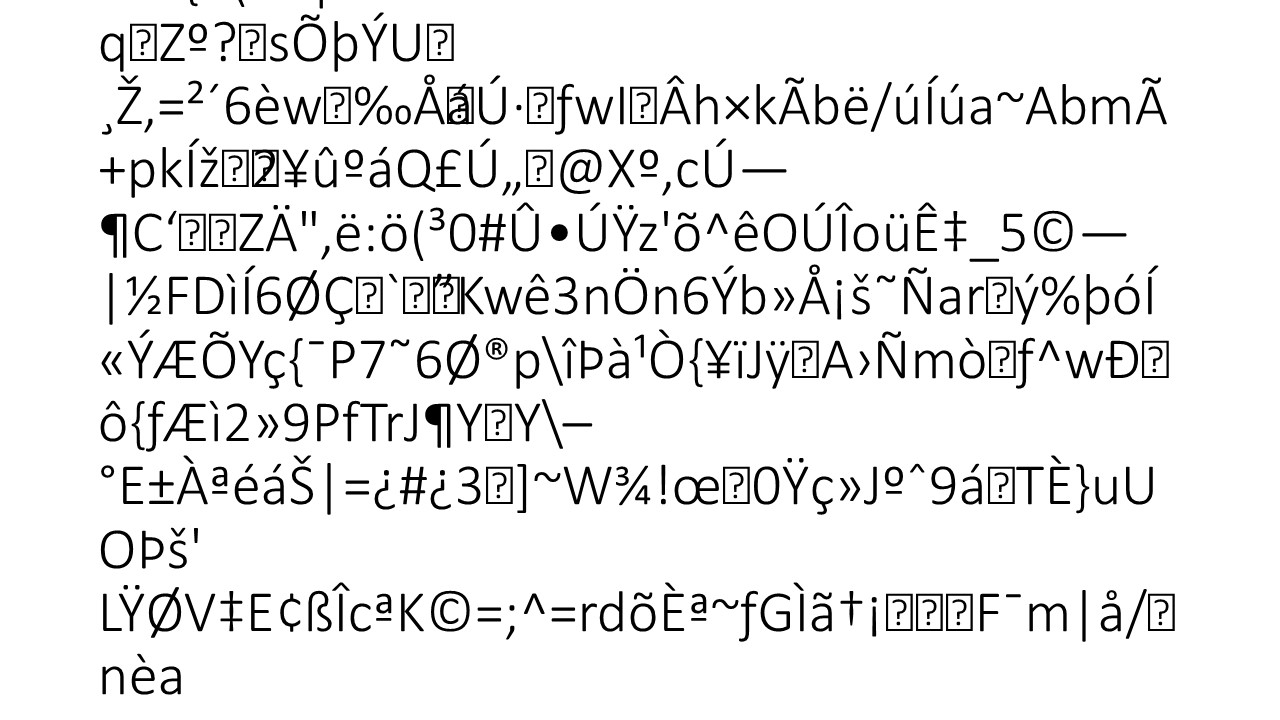 qZº?sÕþÝU
¸Ž,=²´6èw‰ÅÚ·ƒwIÂh×kÃbë/úÍúa~AbmÃ
+pkÍž¥ûºáQ£Ú„@Xº‚cÚ—
¶C‘ZÄ",ë:ö(³0#Û•ÚŸz'õ^êOÚÎoüÊ‡_5©—
|½FDìÍ6ØÇ`Kwê3nÖn6Ýb»Å¡š˜Ñarý%þóÍ
«ÝÆÕYç{¯P7˜6Ø®p\îÞà¹Ò{¥ïJÿA›Ñmòƒ^wÐ
ô{ƒÆì2»9PfTrJ¶YY\–
°E±ÀªéáŠ|=¿#¿3]~W¾!œ0Ÿç»Jºˆ9áTÈ}uU
OÞš'
LŸØV‡E¢ßÎcªK©=;^=rdõÈª~ƒGÌã†¡F¯m|å/
nèa